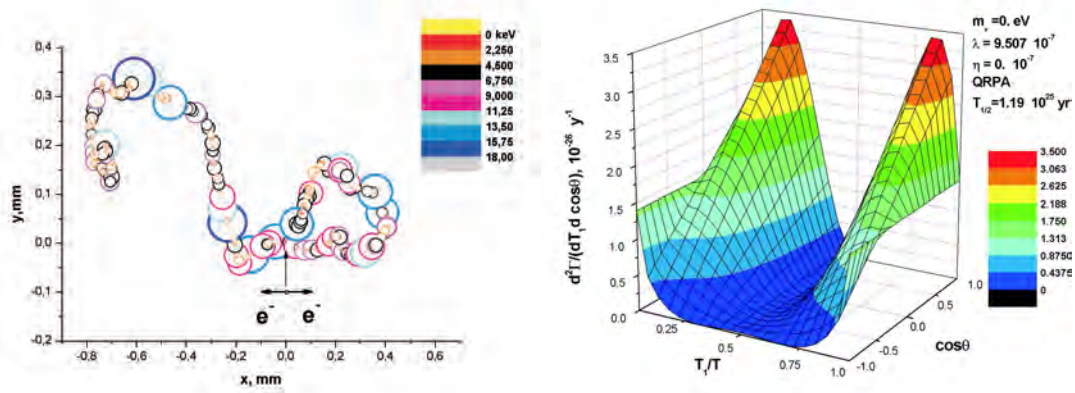 0 keV
2,250
4,500
6,750
9,000
11,25
13,50
15,75
18,00
0,4
0,3
0,2
0,1
0,0
-0,1
-0,2
y,mm
-0,8 -0,6 -0,4 -0,2 0,0 0,2 0,4 0,6
x, mm
e⁻ e⁻
mᵥ=0. eV
λ = 9.507 10⁻⁷
η = 0. 10⁻⁷
QRPA
T₁/₂=1.19 10²⁵ yr
3.5
3.0
2.5
2.0
1.5
1.0
0.5
0.0
d²Γ/(dT₁d cosθ), 10⁻²⁶ y⁻¹
0.25 0.5 0.75 1.0
T₁/T
-1.0 -0.5 0.0 0.5 1.0
cosθ
3.500
3.063
2.625
2.188
1.750
1.313
0.8750
0.4375
0